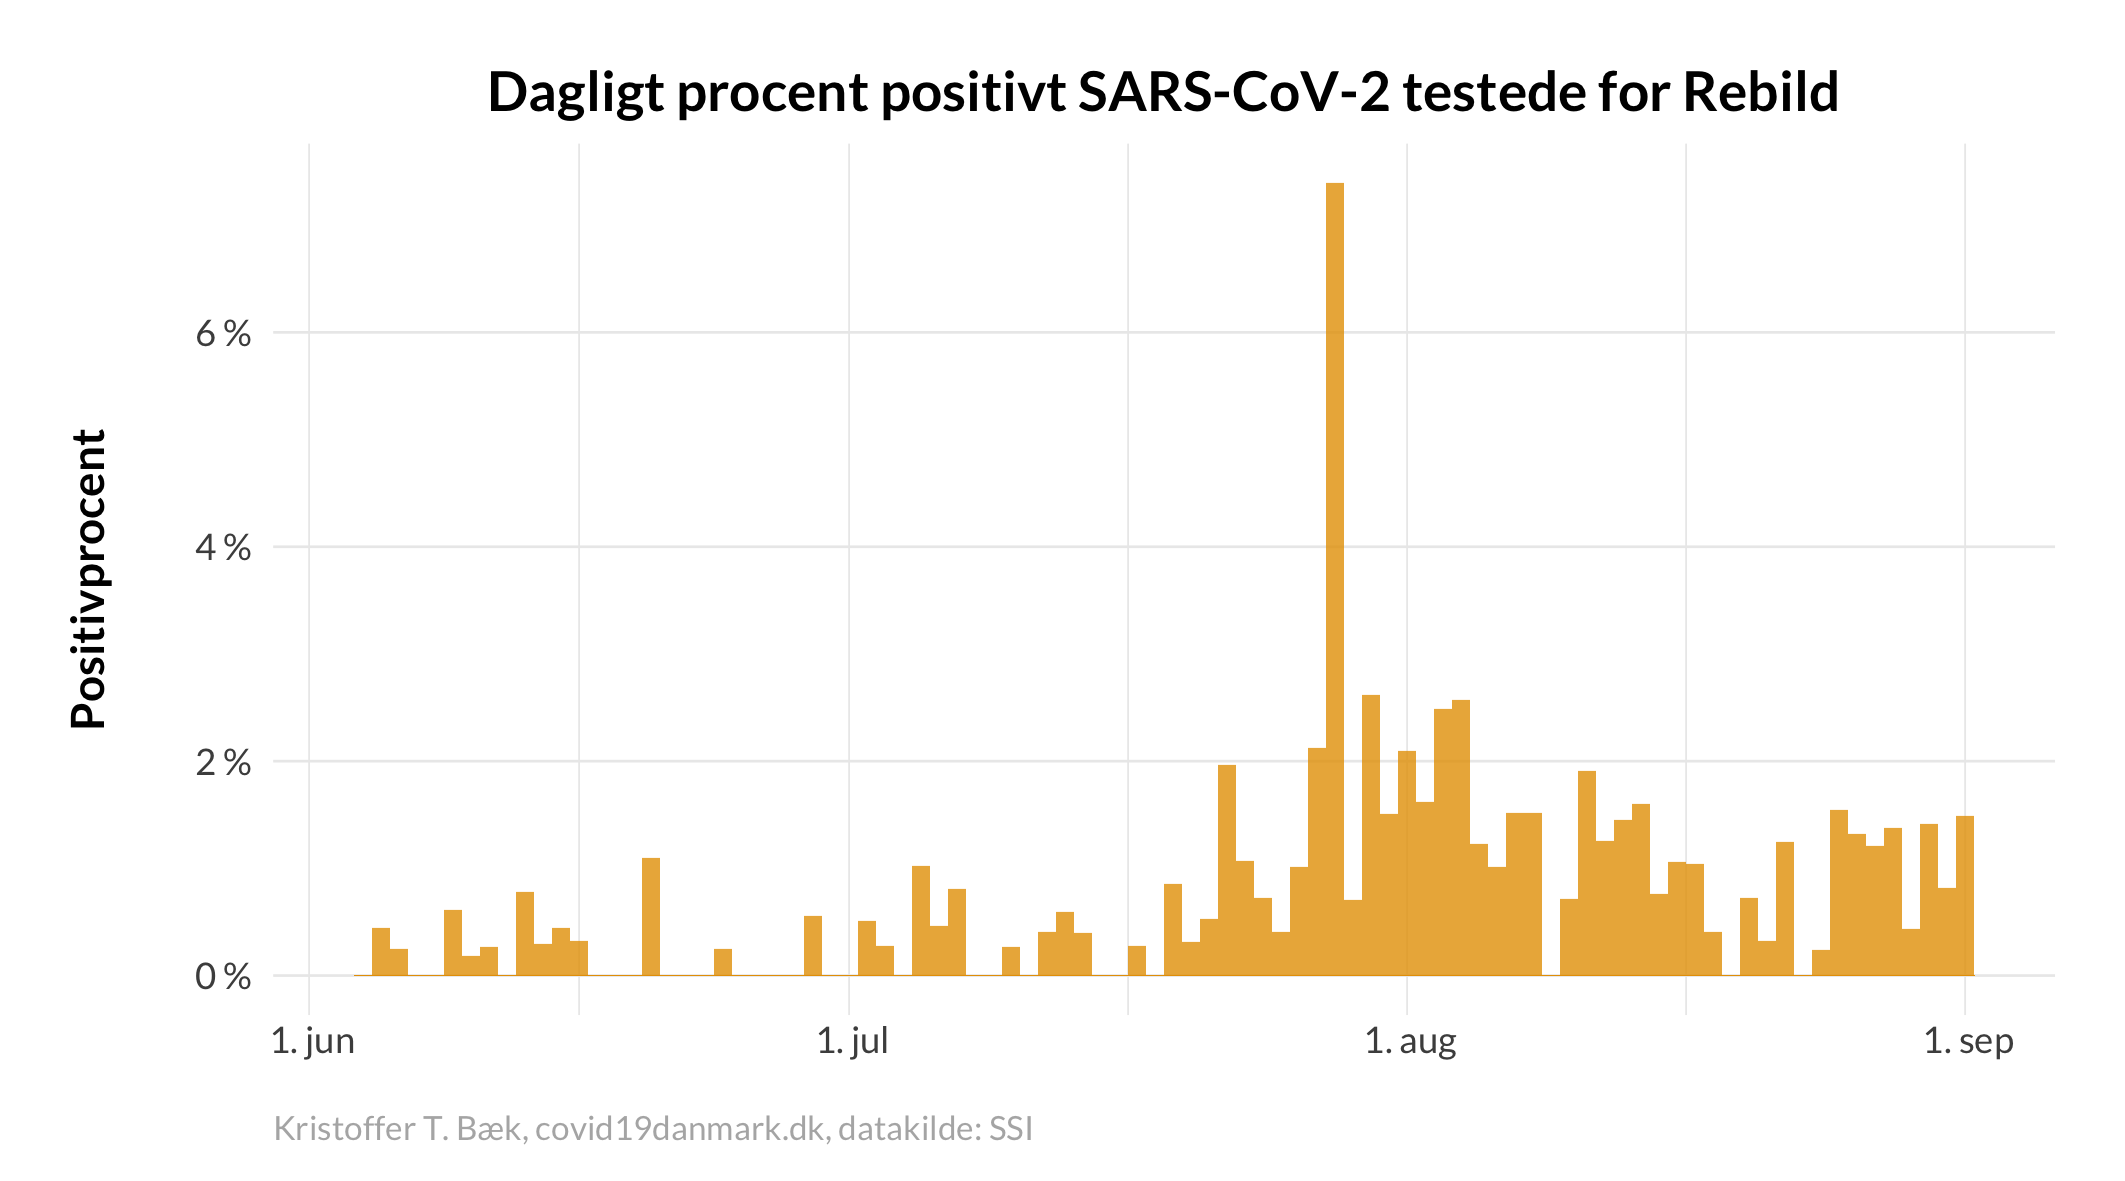 Dagligt procent positivt SARS-CoV-2 testede for Rebild
Positivprocent
6 %
4 %
2 %
0 %
1. jun
1. jul
1. aug
1. sep
Kristoffer T. Bæk, covid19danmark.dk, datakilde: SSI